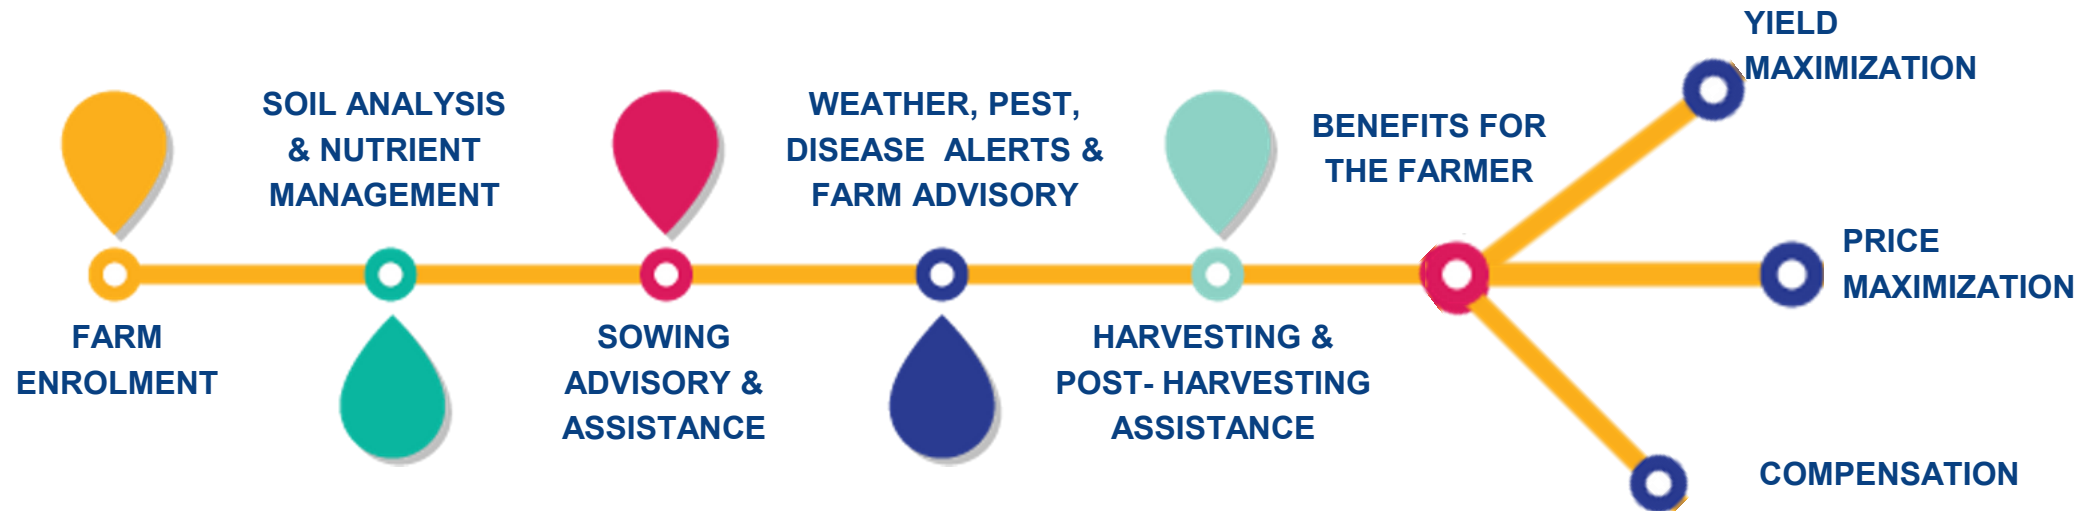 FARM
ENROLMENT
SOIL ANALYSIS
& NUTRIENT
MANAGEMENT
SOWING
ADVISORY &
ASSISTANCE
WEATHER, PEST,
DISEASE  ALERTS &
FARM ADVISORY
HARVESTING &
POST- HARVESTING
ASSISTANCE
BENEFITS FOR
THE FARMER
YIELD
MAXIMIZATION
PRICE
MAXIMIZATION
COMPENSATION